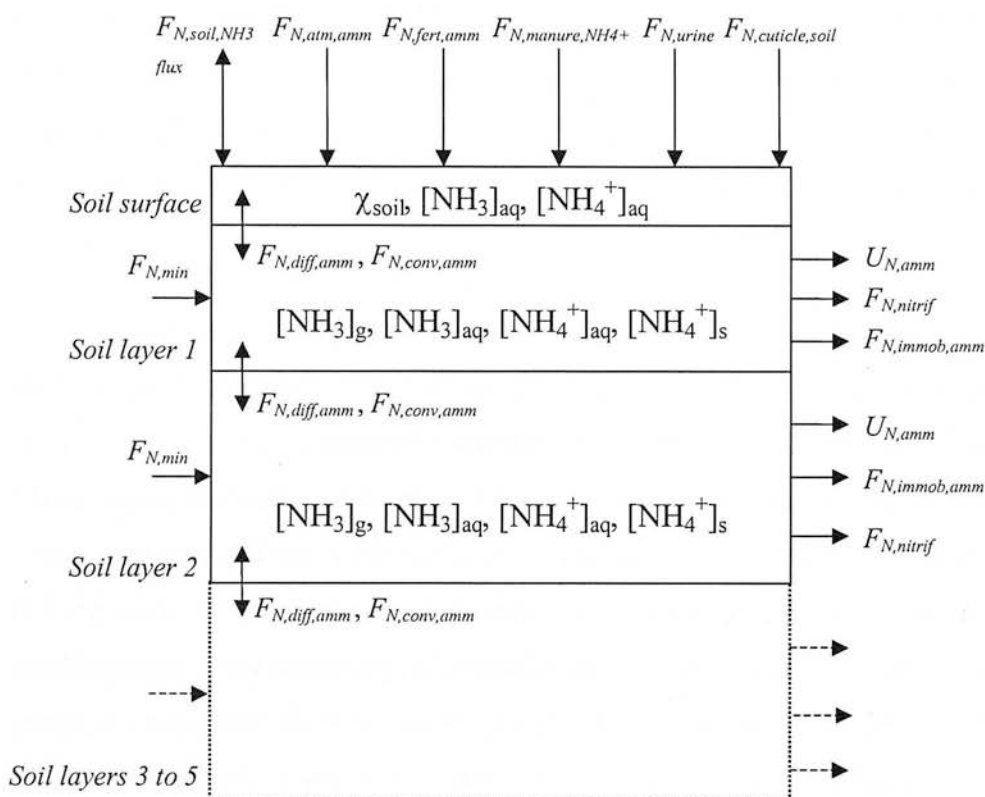 F_N,soil,NH3 flux F_N,atm,amm F_N,fert,amm F_N,manure,NH4+ F_N,urine F_N,cuticle,soil
Soil surface χ_soil, [NH₃]_aq, [NH₄⁺]_aq
F_N,diff,amm, F_N,conv,amm U_N,amm
F_N,min
F_N,nitrif
[NH₃]_g, [NH₃]_aq, [NH₄⁺]_aq, [NH₄⁺]_s
Soil layer 1 F_N,immob,amm
F_N,diff,amm, F_N,conv,amm
U_N,amm
F_N,min
F_N,immob,amm
[NH₃]_g, [NH₃]_aq, [NH₄⁺]_aq, [NH₄⁺]_s
F_N,nitrif
Soil layer 2
F_N,diff,amm, F_N,conv,amm
Soil layers 3 to 5